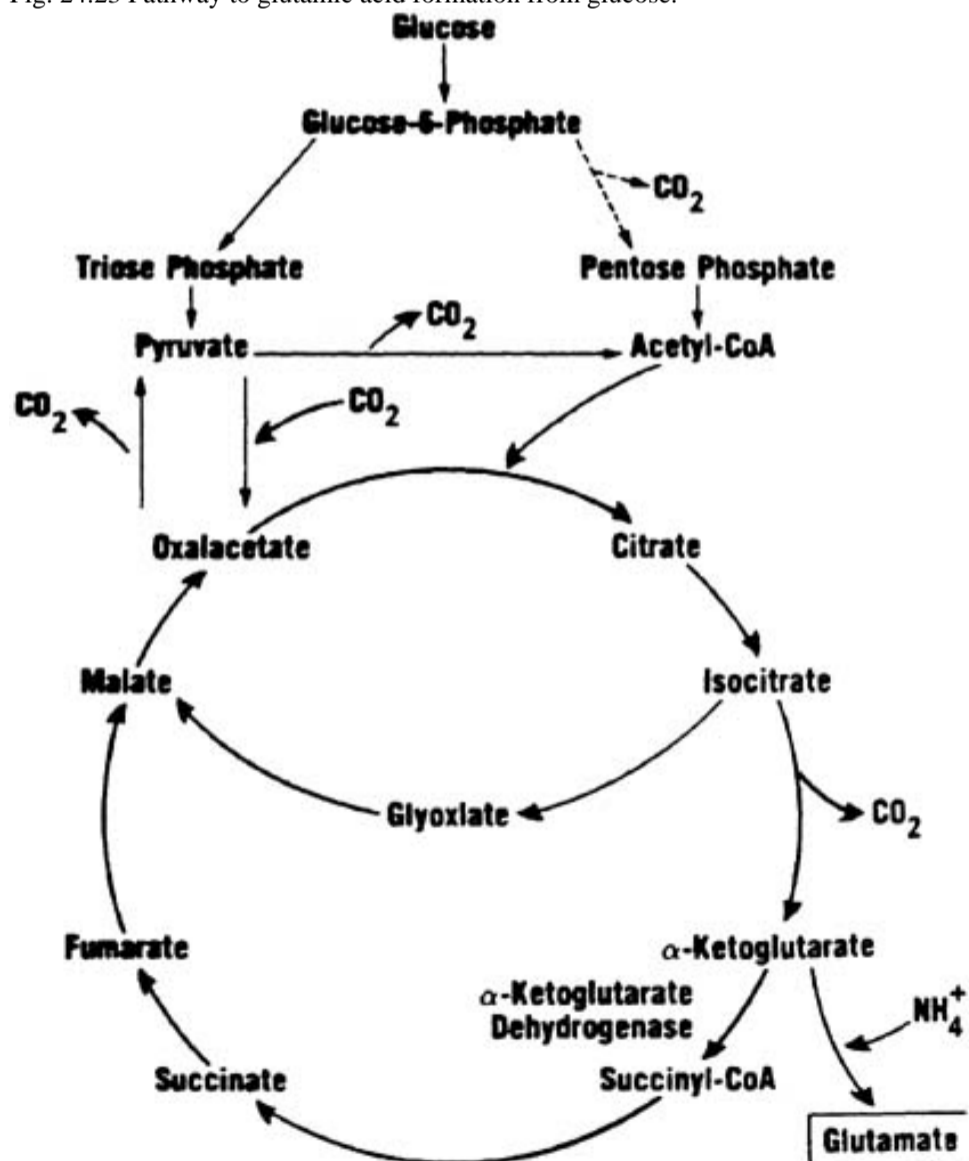 Fig. 24.23 Pathway to glutamic acid formation from glucose.
Glucose
Glucose-6-Phosphate
CO2
Triose Phosphate
Pentose Phosphate
CO2
Pyruvate
Acetyl-CoA
CO2
CO2
Oxalacetate
Citrate
Malate
Isocitrate
Glyoxlate
CO2
Fumarate
α-Ketoglutarate
α-Ketoglutarate
Dehydrogenase
NH4+
Succinate
Succinyl-CoA
Glutamate